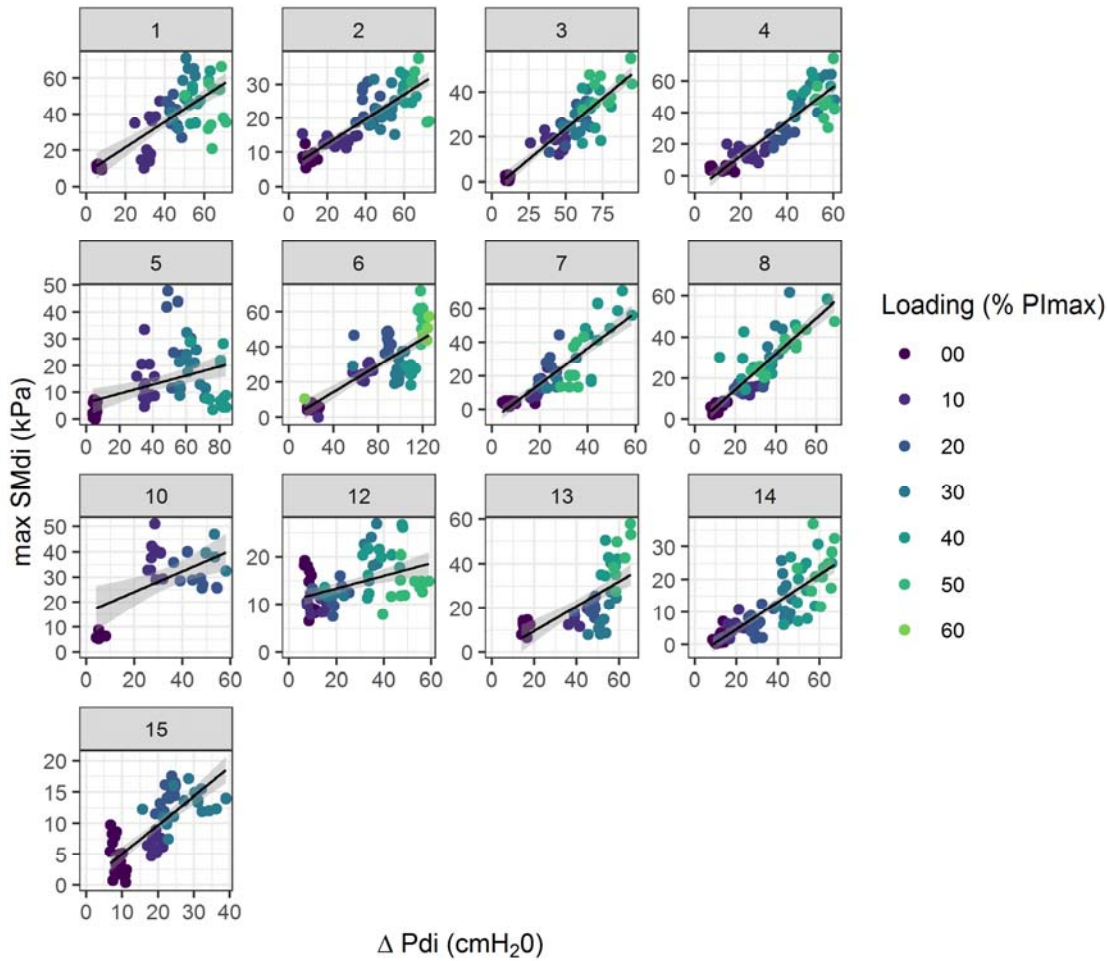 1 2 3 4
60 30 40 60
40 20 20 40
20 10 0 20
0 0 0
0 20 40 60 0 20 40 60 0 25 50 75 0 20 40 60
5 6 7 8
50 60 60 60
40 40 40 40
30 20 20 20
20 0 0 0
10
0
0 20 40 60 80 0 30 60 90 120 0 20 40 60 0 20 40 60
10 12 13 14
50 20 60 30
40 10 40 20
30 0 20 10
20 0 0
10
0
0 20 40 60 0 20 40 60 0 20 40 60 0 20 40 60
15
20
15
10
5
0
0 10 20 30 40
max SMdi (kPa)
Δ Pdi (cmH₂0)
Loading (% PImax)
00
10
20
30
40
50
60